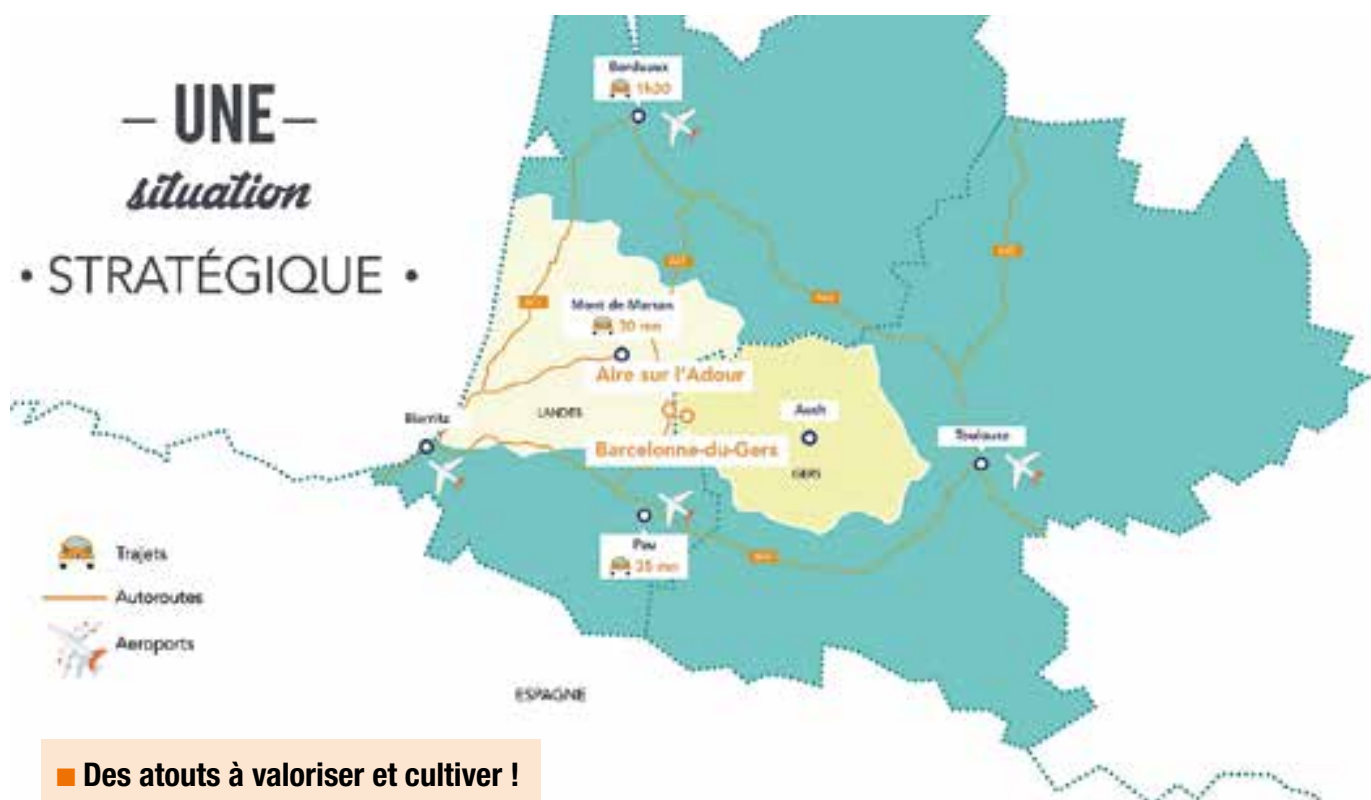 – UNE –
situation
• STRATÉGIQUE •
Bordeaux
1h30
Mont de Marsan
30 mn
Aire sur l'Adour
LANDES
Biarritz
Auch
Toulouse
Barcelonne-du-Gers
GERS
Pau
35 mn
Trajets
Autoroutes
Aeroports
ESPAGNE
■ Des atouts à valoriser et cultiver !